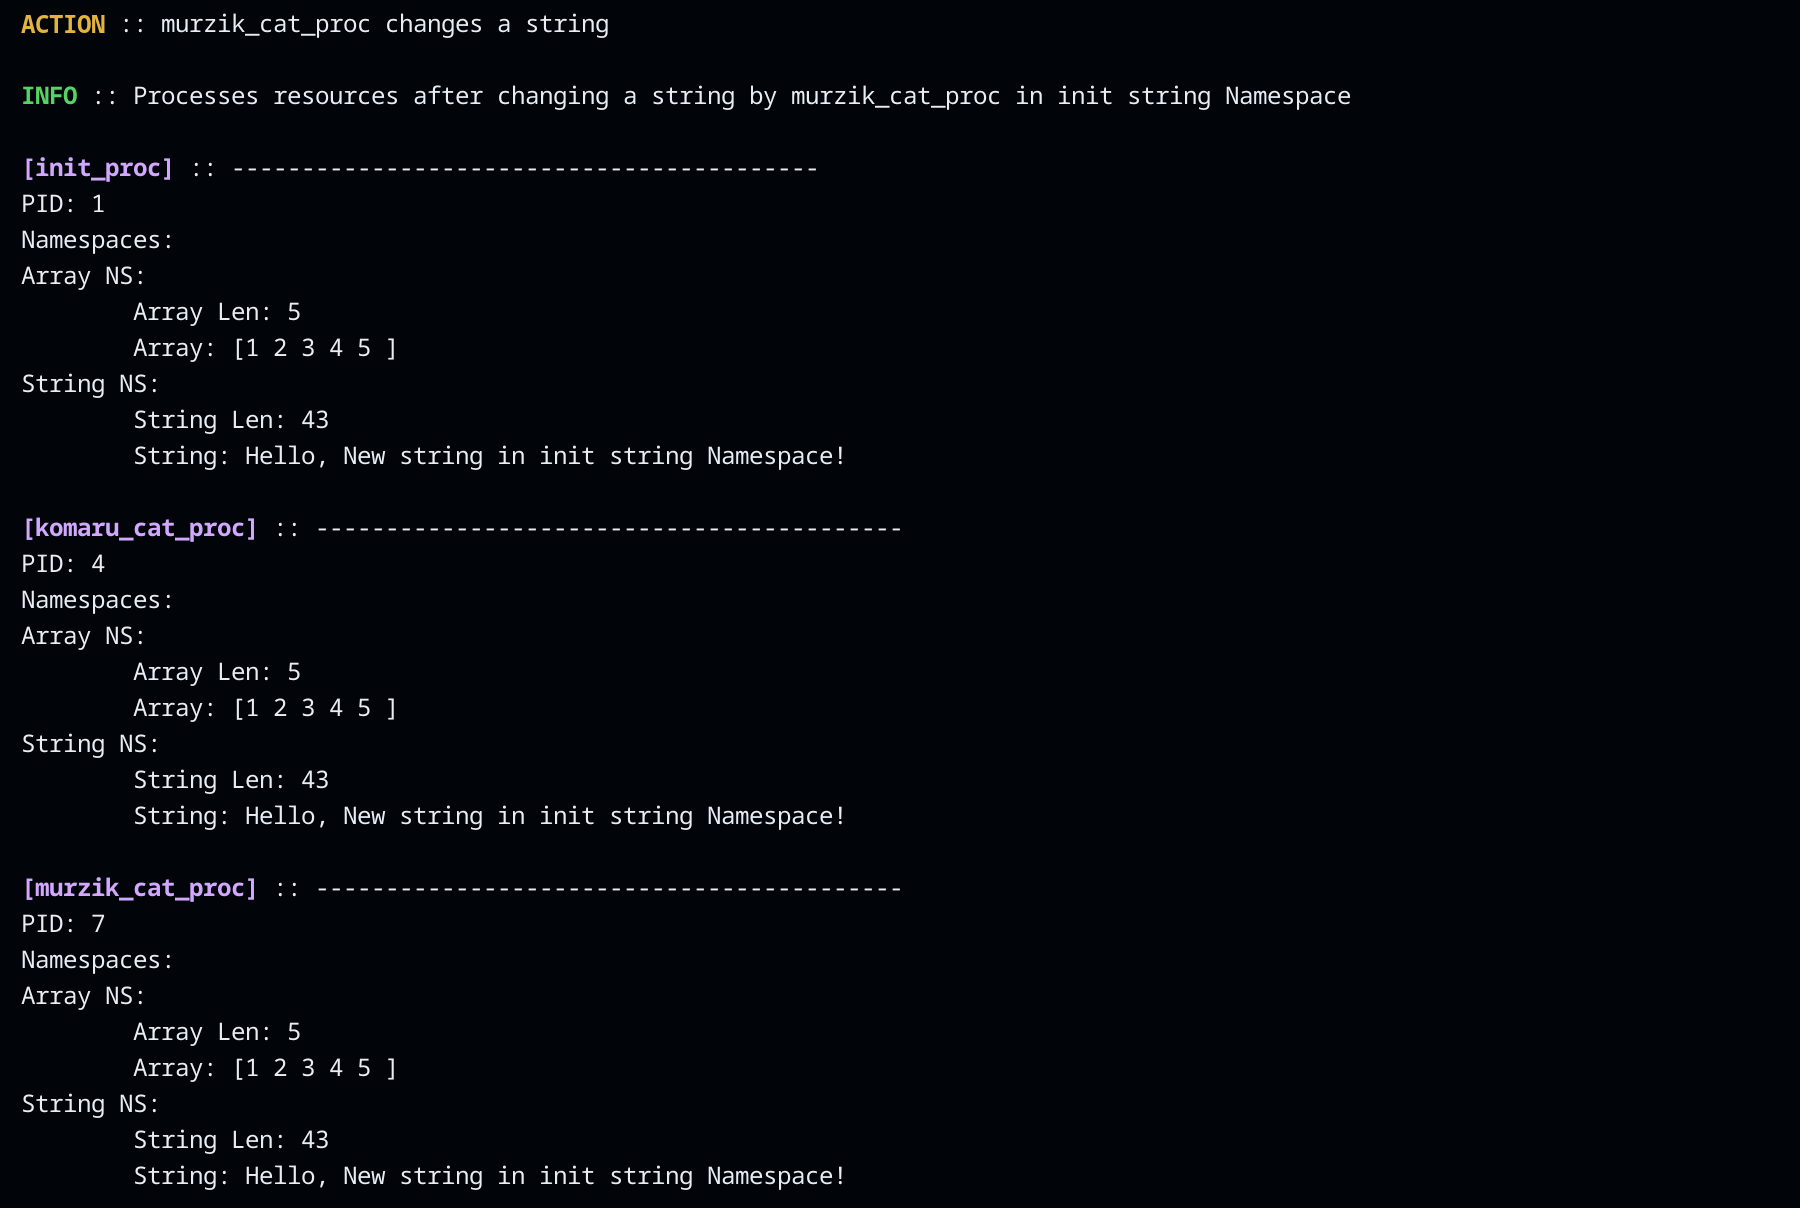 ACTION :: murzik_cat_proc changes a string
INFO :: Processes resources after changing a string by murzik_cat_proc in init string Namespace
[init_proc] :: ------------------------------------------
PID: 1
Namespaces:
Array NS:
Array Len: 5
Array: [1 2 3 4 5 ]
String NS:
String Len: 43
String: Hello, New string in init string Namespace!
[komaru_cat_proc] :: ------------------------------------------
PID: 4
Namespaces:
Array NS:
Array Len: 5
Array: [1 2 3 4 5 ]
String NS:
String Len: 43
String: Hello, New string in init string Namespace!
[murzik_cat_proc] :: ------------------------------------------
PID: 7
Namespaces:
Array NS:
Array Len: 5
Array: [1 2 3 4 5 ]
String NS:
String Len: 43
String: Hello, New string in init string Namespace!